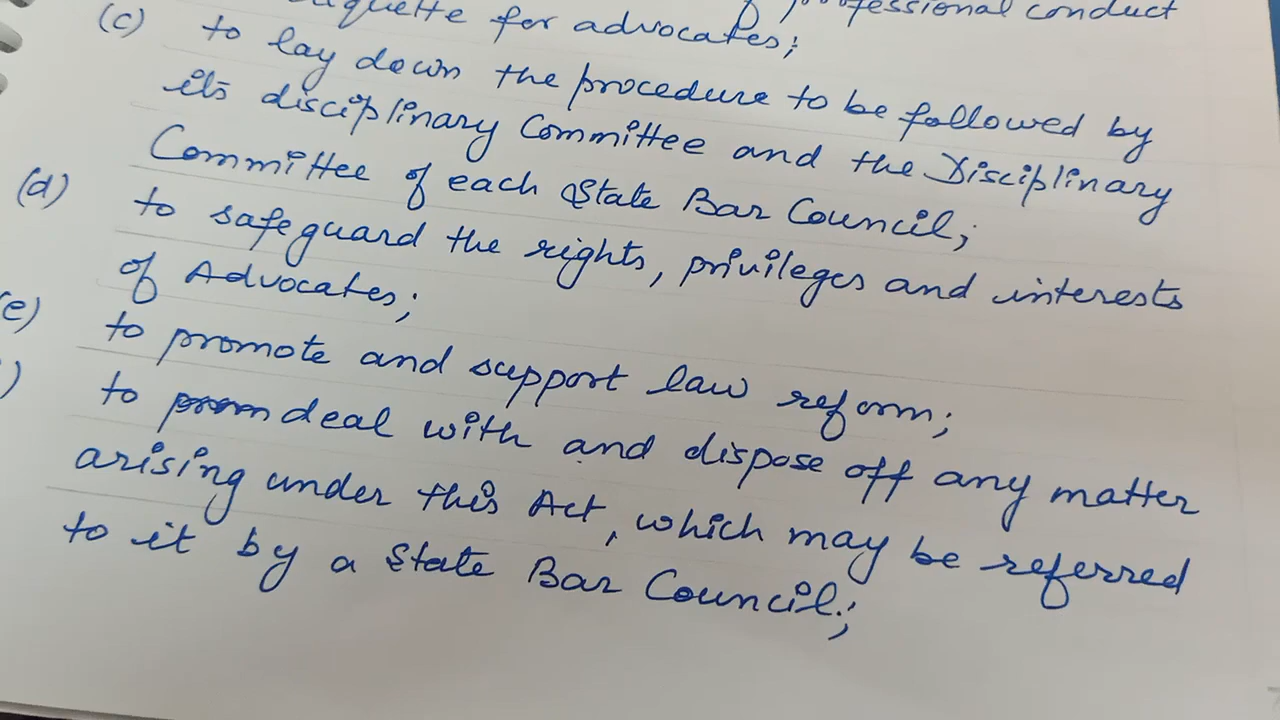 professional conduct
etiquette for advocates;
(c) to lay down the procedure to be followed by
its disciplinary Committee and the Disciplinary
Committee of each State Bar Council;
(d) to safeguard the rights, privileges and interests
of Advocates;
(e) to promote and support law reform;
) to deal with and dispose off any matter
arising under this Act, which may be referred
to it by a State Bar Council;